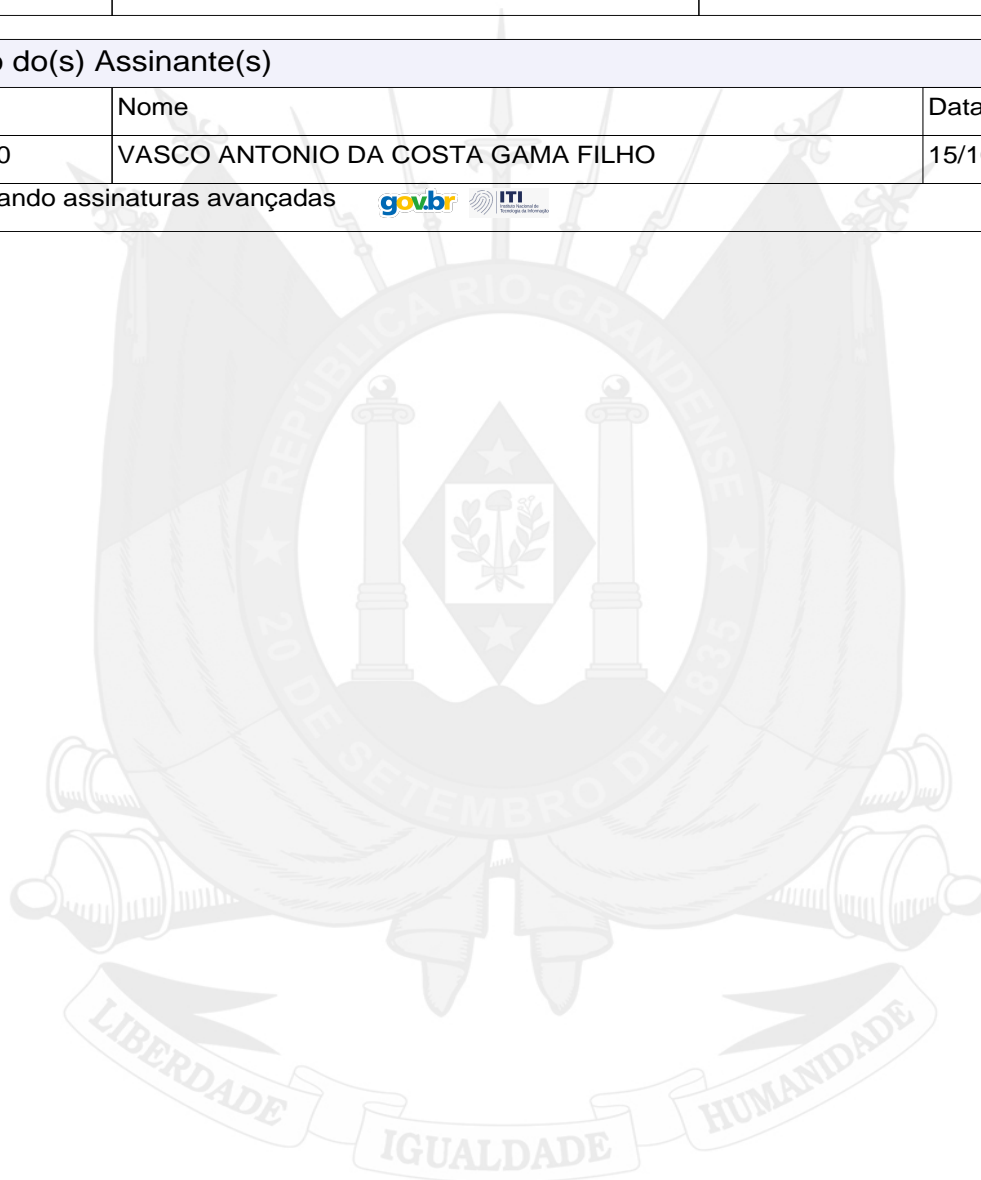 o do(s) Assinante(s)
Nome Data
0 VASCO ANTONIO DA COSTA GAMA FILHO 15/1
ando assinaturas avançadas gov.br ITI
REPÚBLICA RIO-GRANDENSE
20 DE SETEMBRO DE 1835
LIBERDADE IGUALDADE HUMANIDADE